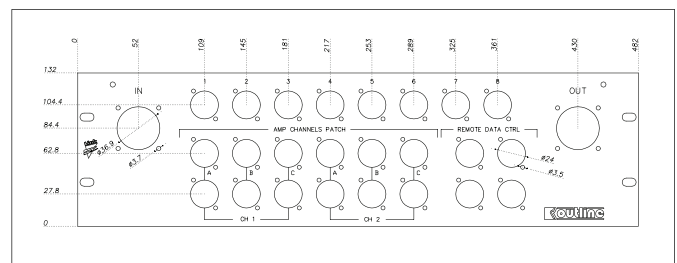 0 52 109 145 181 217 253 289 325 361 430 482
132
IN 1 2 3 4 5 6 7 8 OUT
104.4
84.4
AMP CHANNELS PATCH REMOTE DATA CTRL
ø36.9
62.8
ø3.7
ø24
A B C A B C
ø3.5
27.8
outline
CH 1 CH 2
0